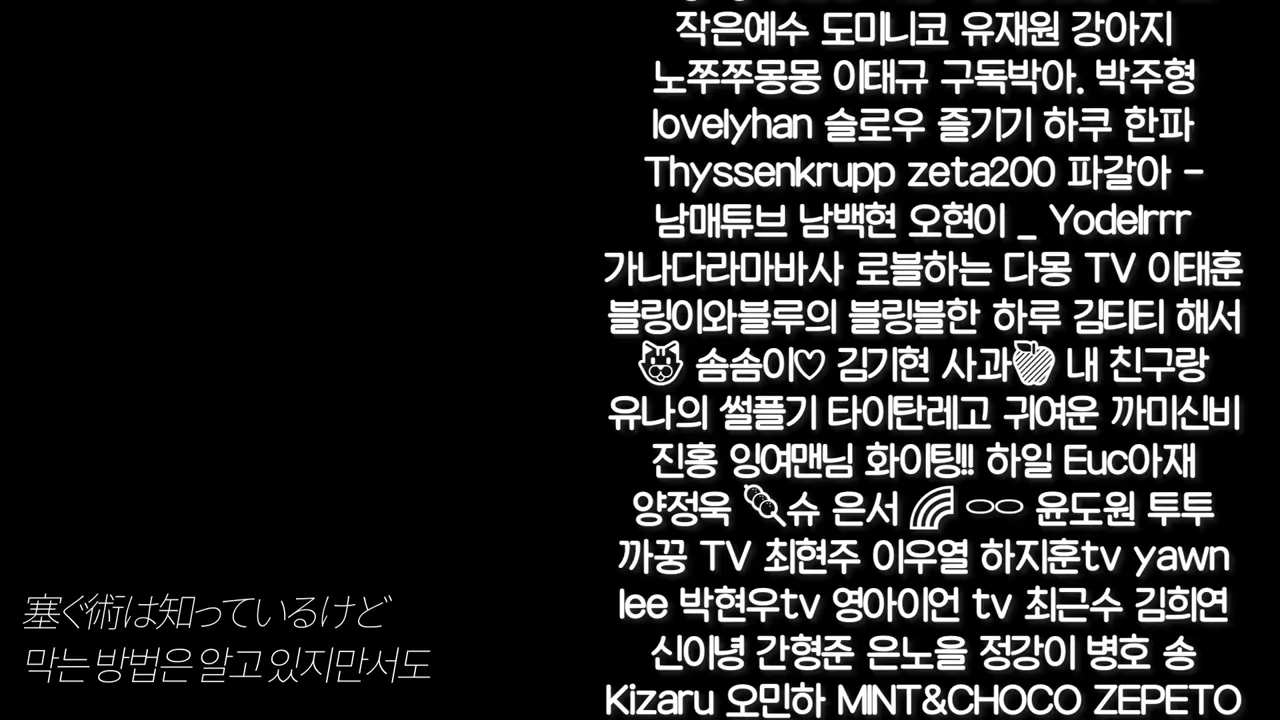 작은예수 도미니코 유재원 강아지
노쭈쭈몽몽 이태규 구독박아. 박주형
lovelyhan 슬로우 즐기기 하쿠 한파
Thyssenkrupp zeta200 파갈아 -
남매튜브 남백현 오현이 _ Yodelrrr
가나다라마바사 로블하는 다몽 TV 이태훈
블링이와블루의 블링블한 하루 김티티 해서
🐱 솜솜이♡ 김기현 사과🍎 내 친구랑
유나의 썰플기 타이탄레고 귀여운 까미신비
진홍 잉여맨님 화이팅!! 하일 Euc아재
양정욱 🍡슈 은서 🌈 ○○ 윤도원 투투
까꿍 TV 최현주 이우열 하지훈tv yawn
lee 박현우tv 영아이언 tv 최근수 김희연
신이녕 간형준 은노을 정강이 병호 송
Kizaru 오민하 MINT&CHOCO ZEPETO
塞ぐ術は知っているけど
막는 방법은 알고 있지만서도